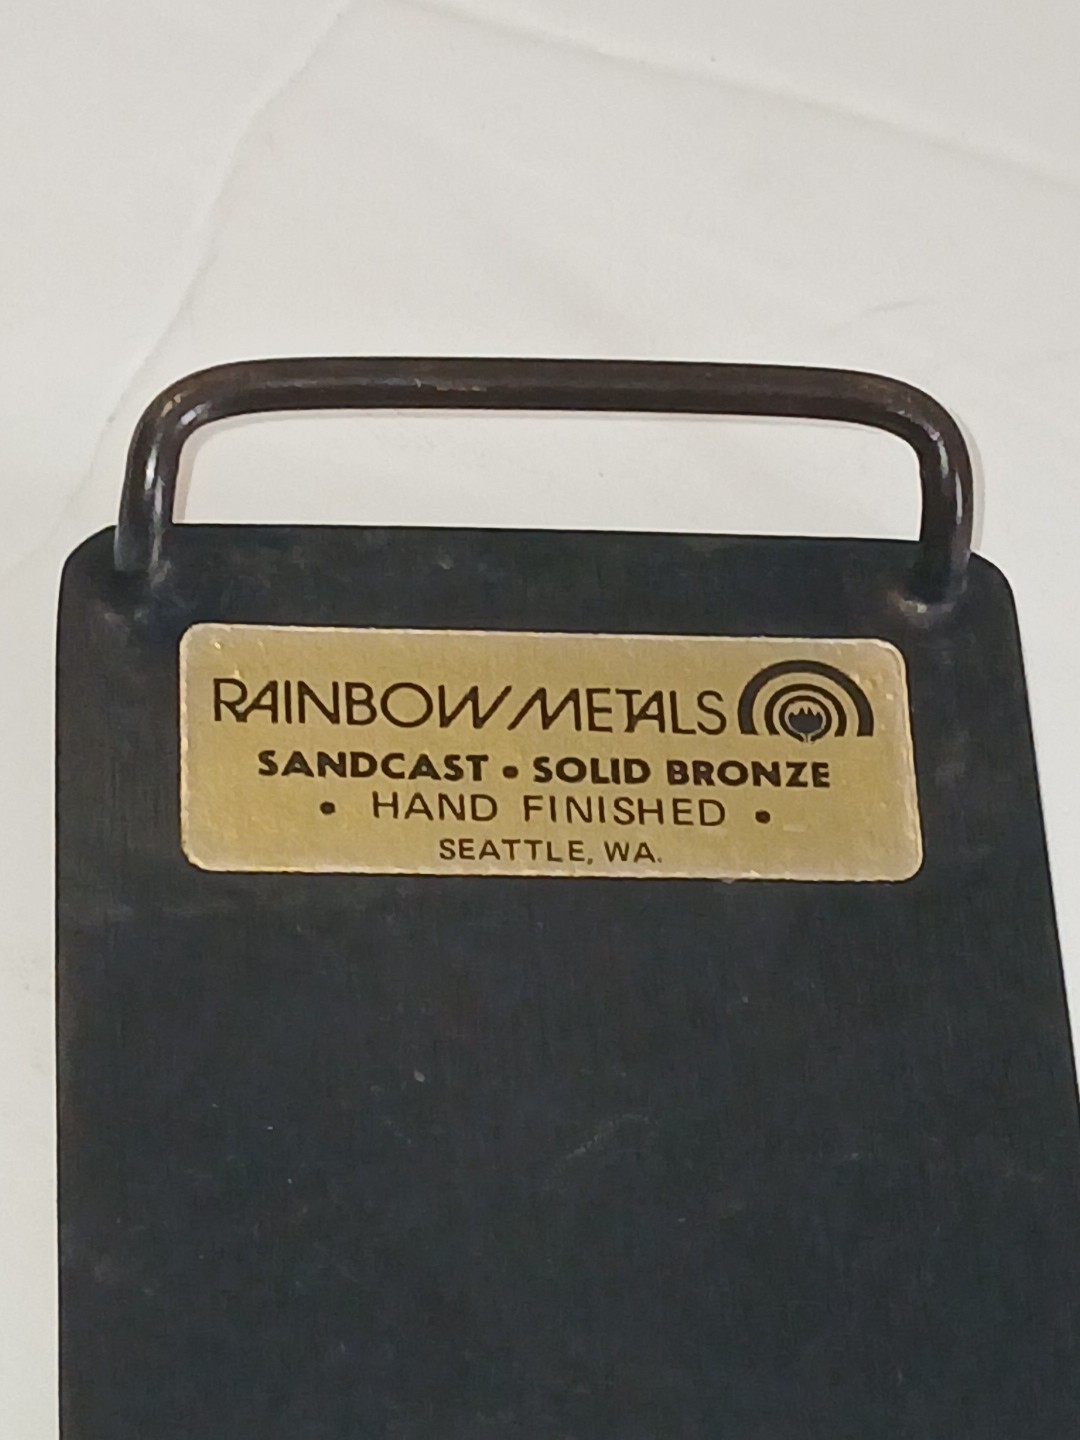 RAINBOW METALS
SANDCAST • SOLID BRONZE
• HAND FINISHED •
SEATTLE, WA.